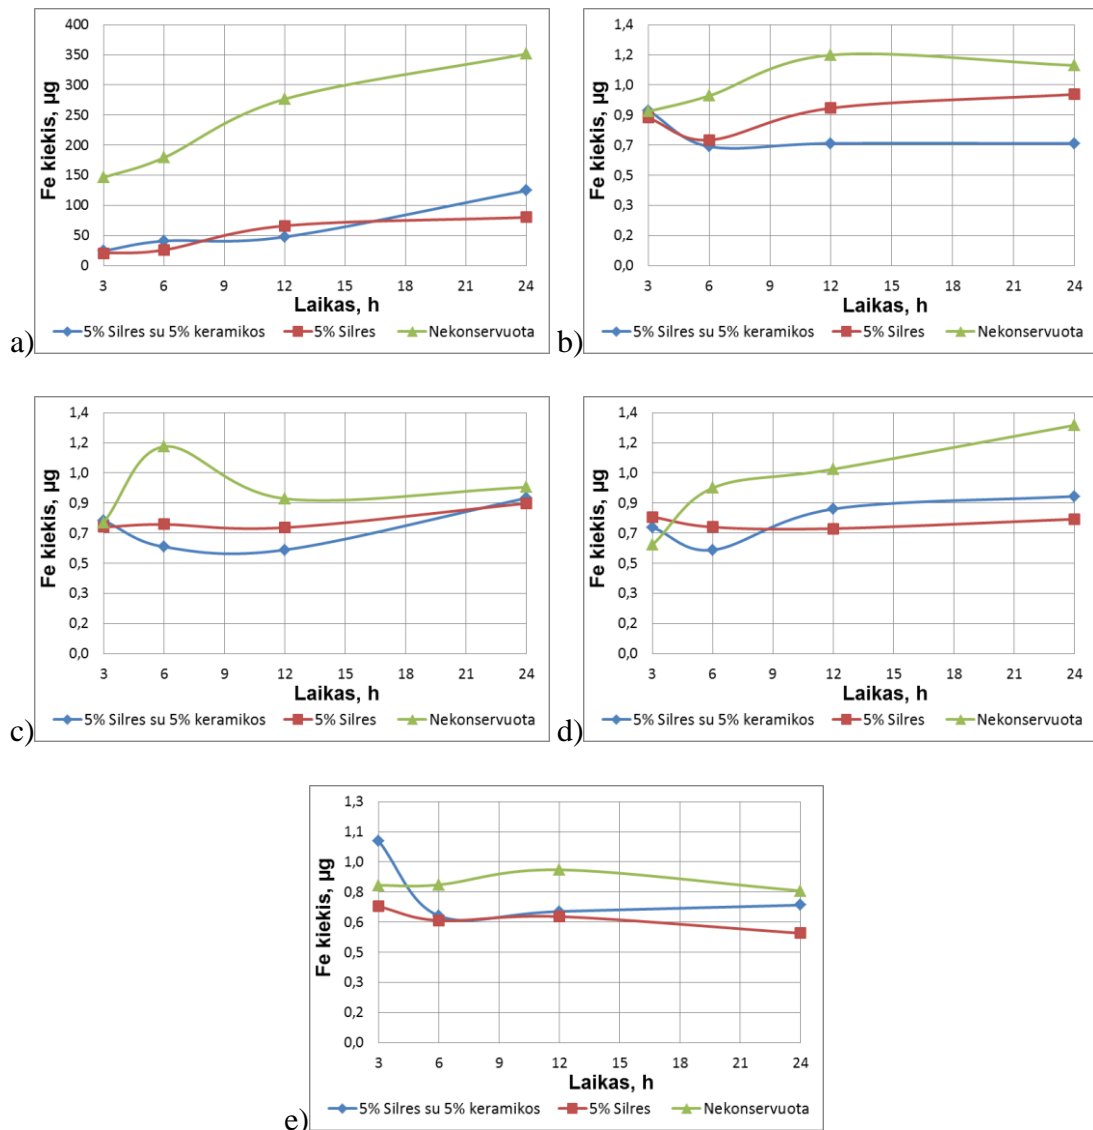 a)
Fe kiekis, µg
400
350
300
250
200
150
100
50
0
3 6 9 12 15 18 21 24
Laikas, h
5% Silres su 5% keramikos 5% Silres Nekonservuota
b)
Fe kiekis, µg
1,4
1,2
1,0
0,9
0,7
0,5
0,3
0,2
0,0
3 6 9 12 15 18 21 24
Laikas, h
5% Silres su 5% keramikos 5% Silres Nekonservuota
c)
Fe kiekis, µg
1,4
1,2
1,0
0,9
0,7
0,5
0,3
0,2
0,0
3 6 9 12 15 18 21 24
Laikas, h
5% Silres su 5% keramikos 5% Silres Nekonservuota
d)
Fe kiekis, µg
1,4
1,2
1,0
0,9
0,7
0,5
0,3
0,2
0,0
3 6 9 12 15 18 21 24
Laikas, h
5% Silres su 5% keramikos 5% Silres Nekonservuota
e)
Fe kiekis, µg
1,3
1,1
1,0
0,8
0,6
0,5
0,3
0,2
0,0
3 6 9 12 15 18 21 24
Laikas, h
5% Silres su 5% keramikos 5% Silres Nekonservuota